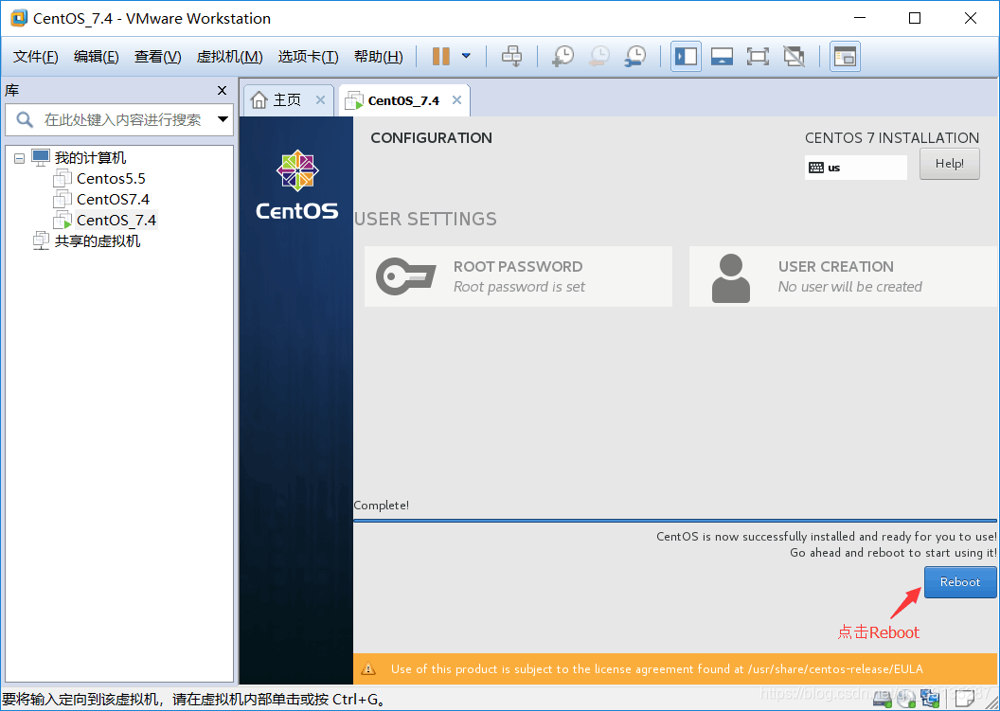 CentOS_7.4 - VMware Workstation
文件(F) 编辑(E) 查看(V) 虚拟机(M) 选项卡(T) 帮助(H)
库
主页
CentOS_7.4
在此处键入内容进行搜索
我的计算机
Centos5.5
CentOS7.4
CentOS_7.4
共享的虚拟机
CentOS
CONFIGURATION
CENTOS 7 INSTALLATION
us
Help!
USER SETTINGS
ROOT PASSWORD
Root password is set
USER CREATION
No user will be created
Complete!
CentOS is now successfully installed and ready for you to use!
Go ahead and reboot to start using it!
Reboot
点击Reboot
Use of this product is subject to the license agreement found at /usr/share/centos-release/EULA
要将输入定向到该虚拟机，请在虚拟机内部单击或按 Ctrl+G。